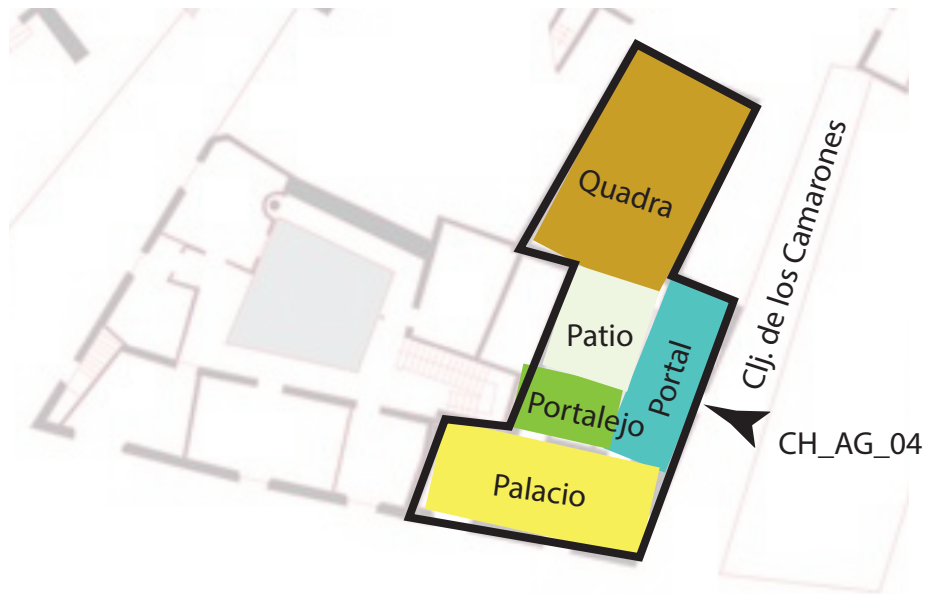 Quadra
Clj. de los Camarones
Patio
Portal
Portalejo
CH_AG_04
Palacio